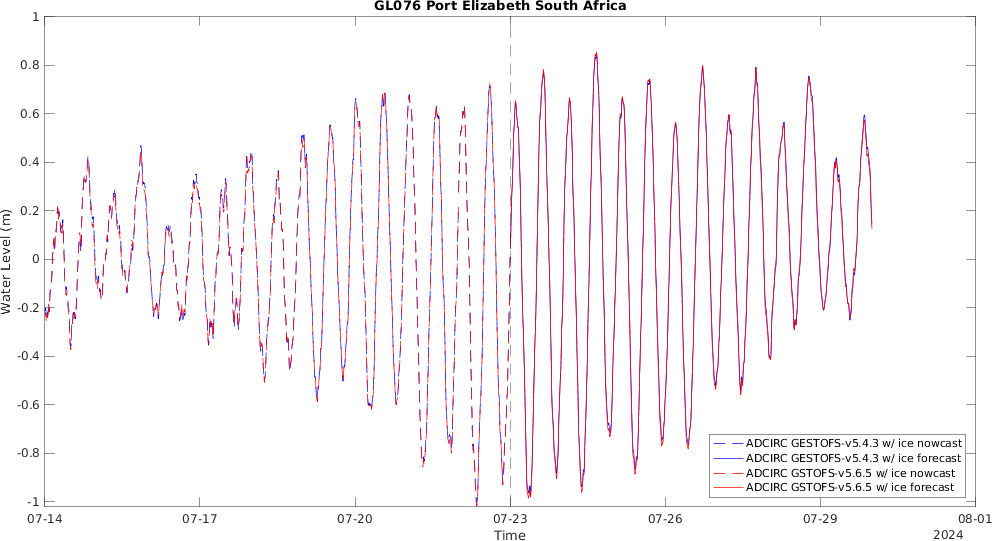 GL076 Port Elizabeth South Africa
1
0.8
0.6
0.4
0.2
0
-0.2
-0.4
-0.6
-0.8
-1
Water Level (m)
ADCIRC GESTOFS-v5.4.3 w/ ice nowcast
ADCIRC GESTOFS-v5.4.3 w/ ice forecast
ADCIRC GSTOFS-v5.6.5 w/ ice nowcast
ADCIRC GSTOFS-v5.6.5 w/ ice forecast
07-14 07-17 07-20 07-23 07-26 07-29 08-01
Time
2024